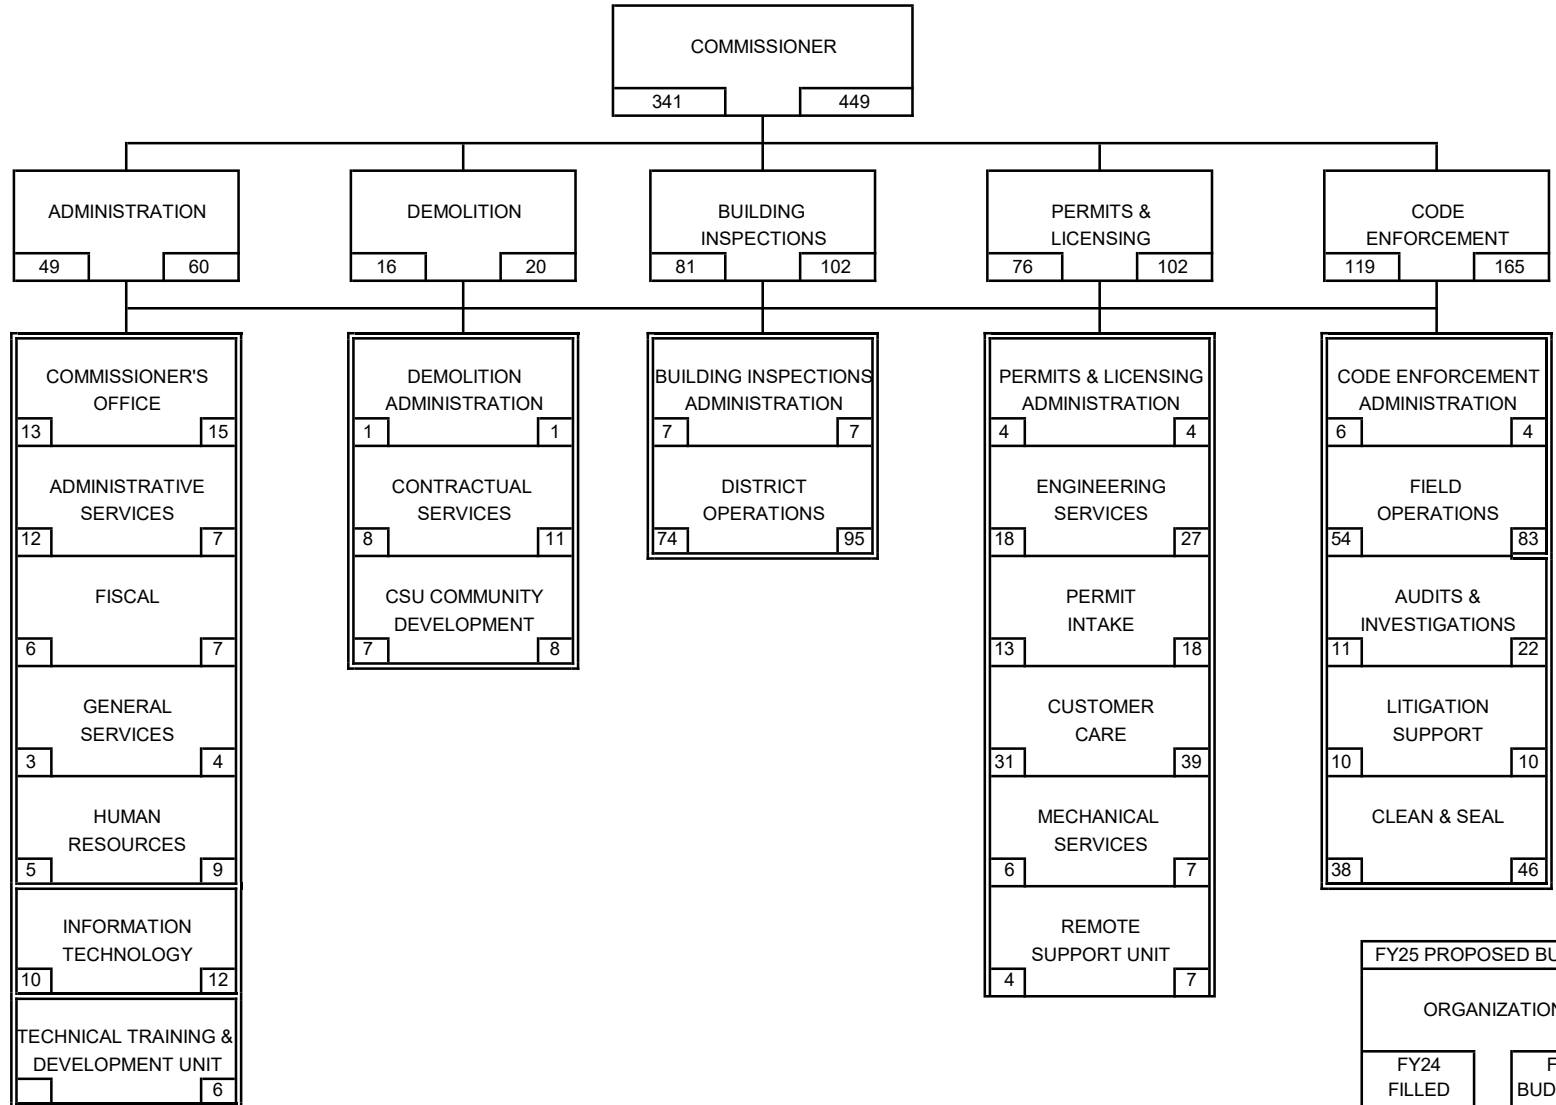 COMMISSIONER
341 449
ADMINISTRATION
49 60
DEMOLITION
16 20
BUILDING
INSPECTIONS
81 102
PERMITS &
LICENSING
76 102
CODE
ENFORCEMENT
119 165
COMMISSIONER'S
OFFICE
13 15
ADMINISTRATIVE
SERVICES
12 7
FISCAL
6 7
GENERAL
SERVICES
3 4
HUMAN
RESOURCES
5 9
INFORMATION
TECHNOLOGY
10 12
TECHNICAL TRAINING &
DEVELOPMENT UNIT
6
DEMOLITION
ADMINISTRATION
1 1
CONTRACTUAL
SERVICES
8 11
CSU COMMUNITY
DEVELOPMENT
7 8
BUILDING INSPECTIONS
ADMINISTRATION
7 7
DISTRICT
OPERATIONS
74 95
PERMITS & LICENSING
ADMINISTRATION
4 4
ENGINEERING
SERVICES
18 27
PERMIT
INTAKE
13 18
CUSTOMER
CARE
31 39
MECHANICAL
SERVICES
6 7
REMOTE
SUPPORT UNIT
4 7
CODE ENFORCEMENT
ADMINISTRATION
6 4
FIELD
OPERATIONS
54 83
AUDITS &
INVESTIGATIONS
11 22
LITIGATION
SUPPORT
10 10
CLEAN & SEAL
38 46
FY25 PROPOSED BU
ORGANIZATION
FY24 F
FILLED BUD